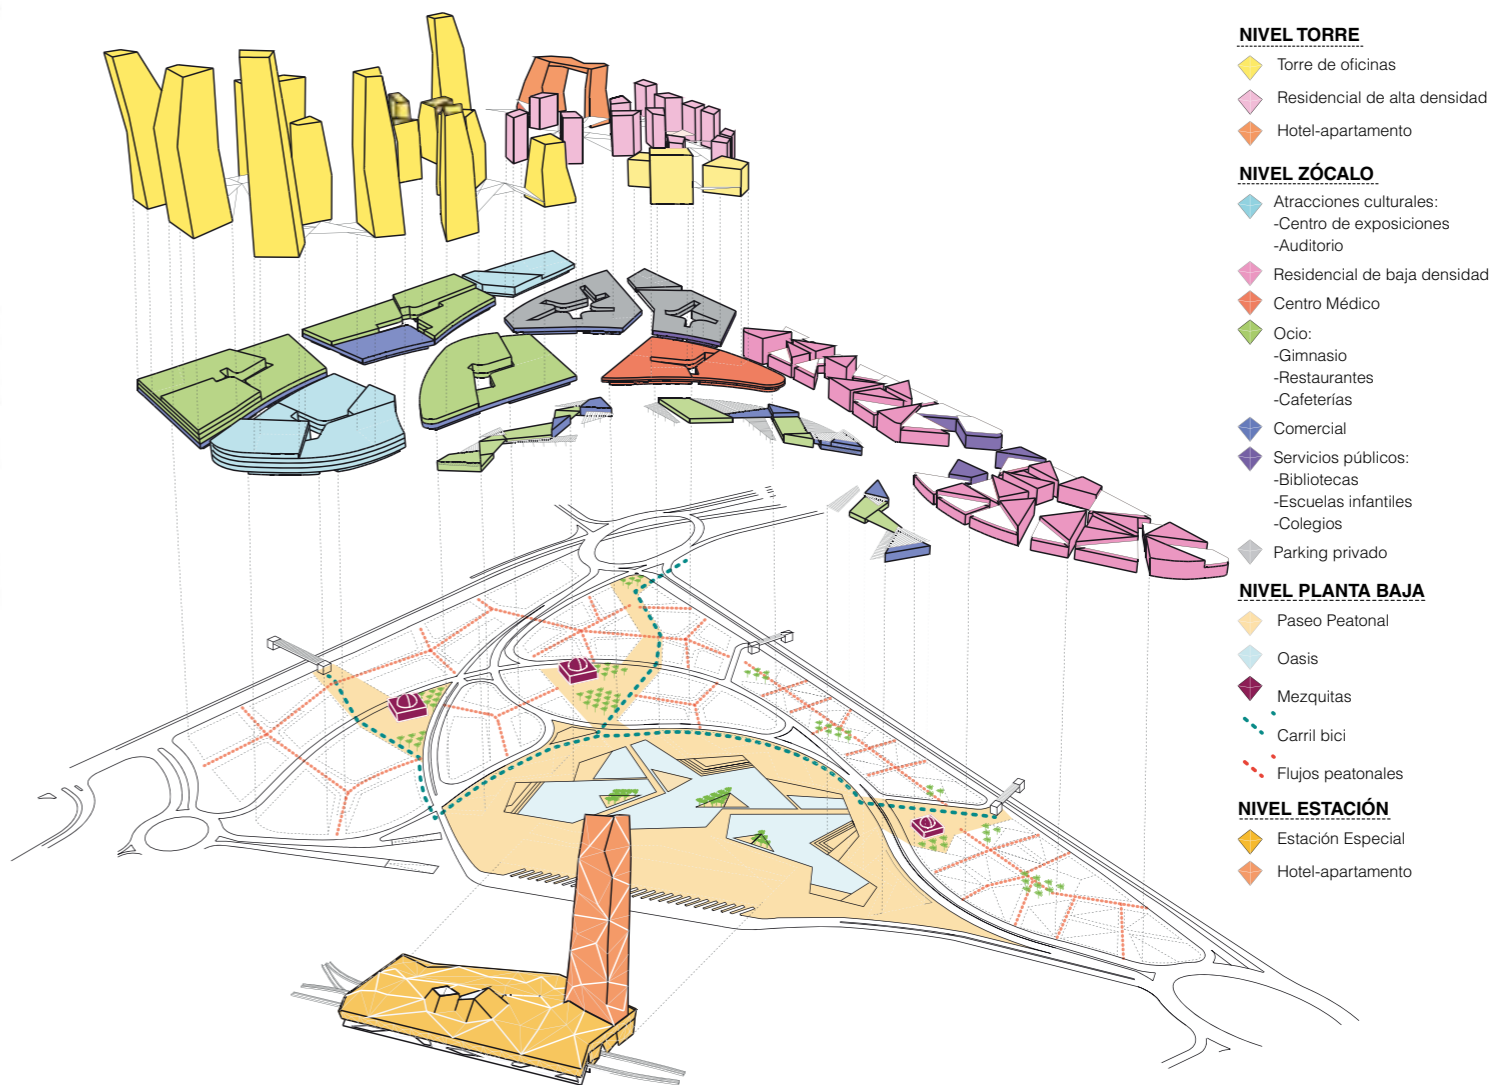 NIVEL TORRE
Torre de oficinas
Residencial de alta densidad
Hotel-apartamento
NIVEL ZÓCALO
Atracciones culturales:
-Centro de exposiciones
-Auditorio
Residencial de baja densidad
Centro Médico
Ocio:
-Gimnasio
-Restaurantes
-Cafeterías
Comercial
Servicios públicos:
-Bibliotecas
-Escuelas infantiles
-Colegios
Parking privado
NIVEL PLANTA BAJA
Paseo Peatonal
Oasis
Mezquitas
Carril bici
Flujos peatonales
NIVEL ESTACIÓN
Estación Especial
Hotel-apartamento